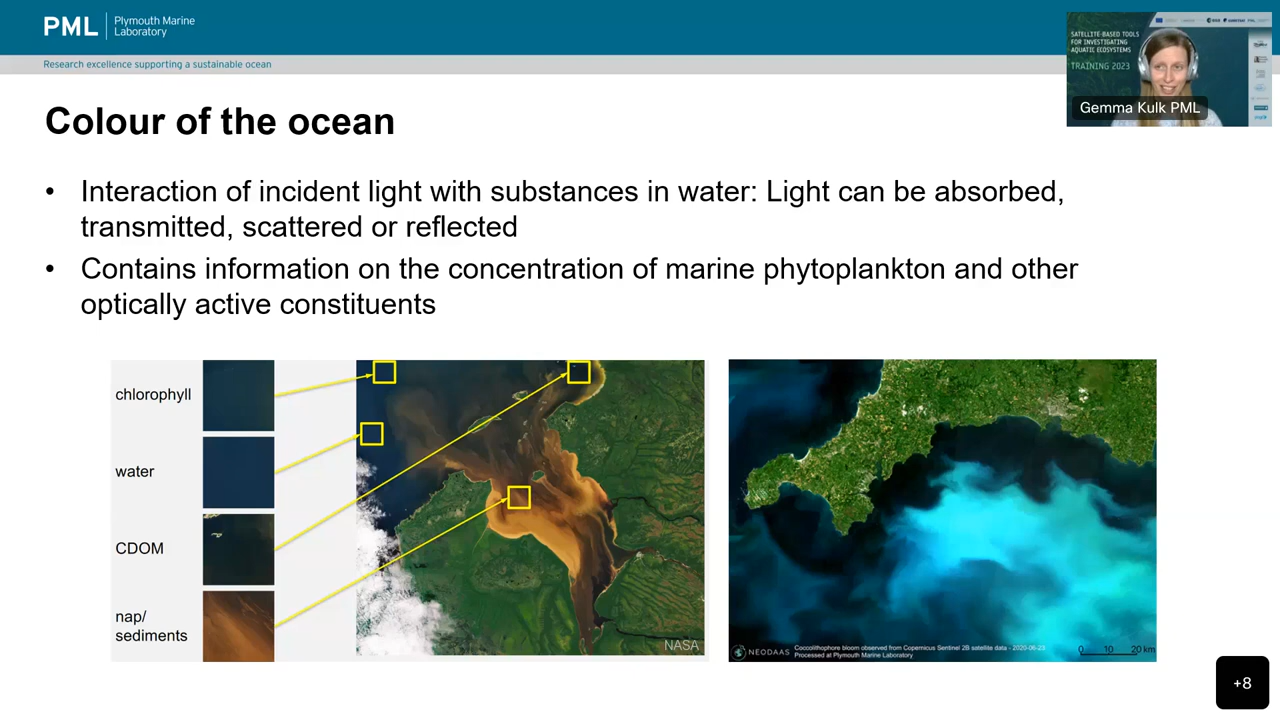 PML
Plymouth Marine
Laboratory
Research excellence supporting a sustainable ocean
SATELLITE-BASED TOOLS
FOR INVESTIGATING
AQUATIC ECOSYSTEMS
TRAINING 2023
Gemma Kulk PML
Colour of the ocean
• Interaction of incident light with substances in water: Light can be absorbed,
transmitted, scattered or reflected
• Contains information on the concentration of marine phytoplankton and other
optically active constituents
chlorophyll
water
CDOM
nap/
sediments
NASA
NEODAAS
Coccolithophore bloom observed from Copernicus Sentinel 2B satellite data - 2020-06-23
Processed at Plymouth Marine Laboratory
0 10 20 km
+8